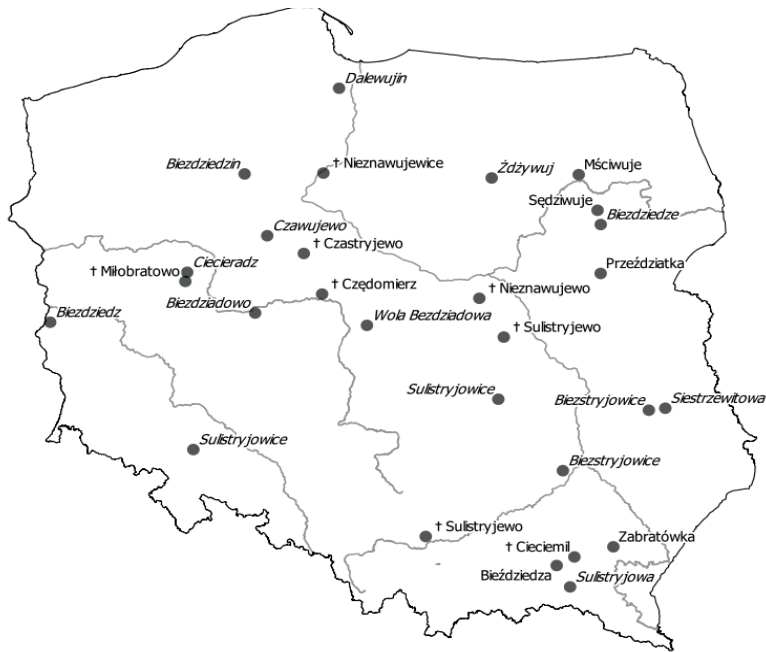 Dalewujin
Biezdziedzin
† Nieznawujewice
Żdżywuj
Mściwuje
Sędziwuje
Biezdziedze
Czawujewo
† Czastryjewo
Ciecieradz
† Miłobratowo
Przeździatka
† Czędomierz
† Nieznawujewo
Biezdziadowo
Biezdziedz
Wola Bezdziadowa
† Sulistryjewo
Sulistryjowice
Biezstryjowice
Siestrzewitowa
Sulistryjowice
Biezstryjowice
† Sulistryjewo
Zabratówka
† Cieciemil
Bieździedza
Sulistryjowa